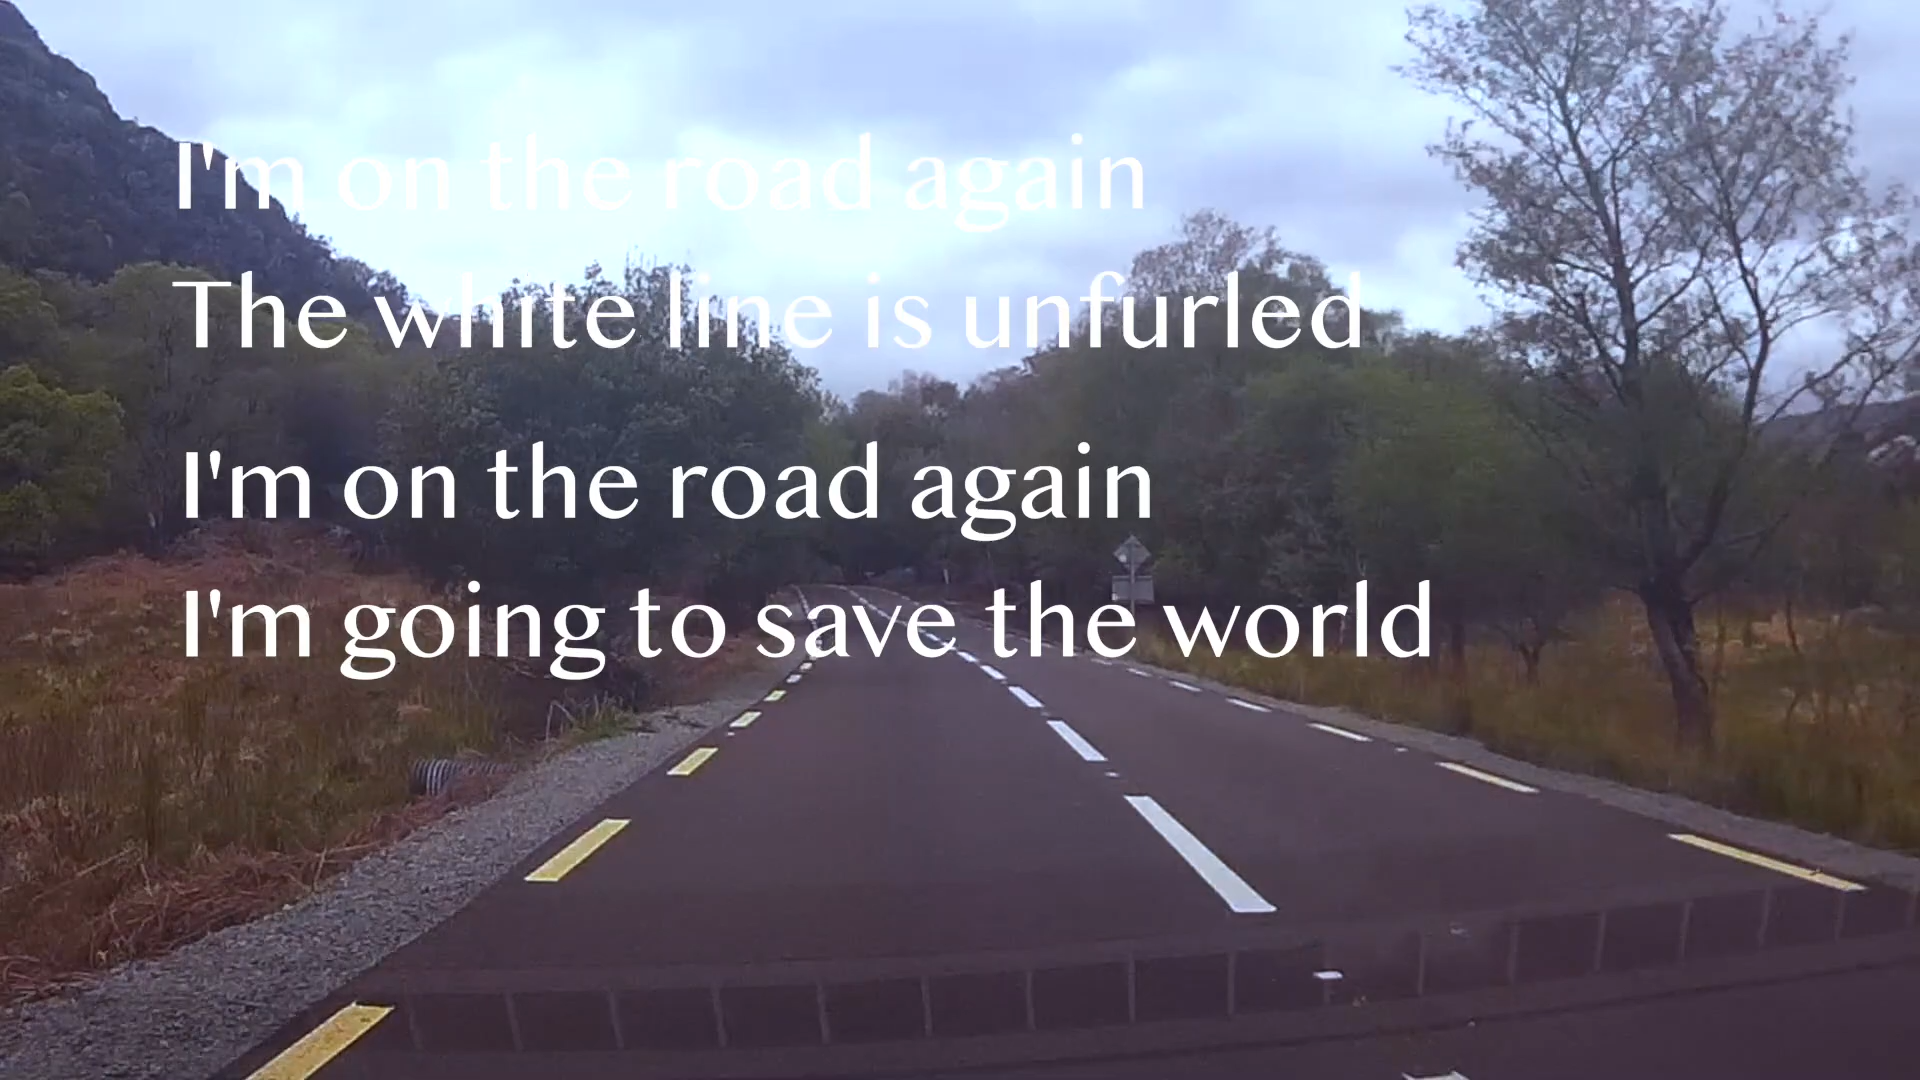 I'm on the road again
The white line is unfurled
I'm on the road again
I'm going to save the world